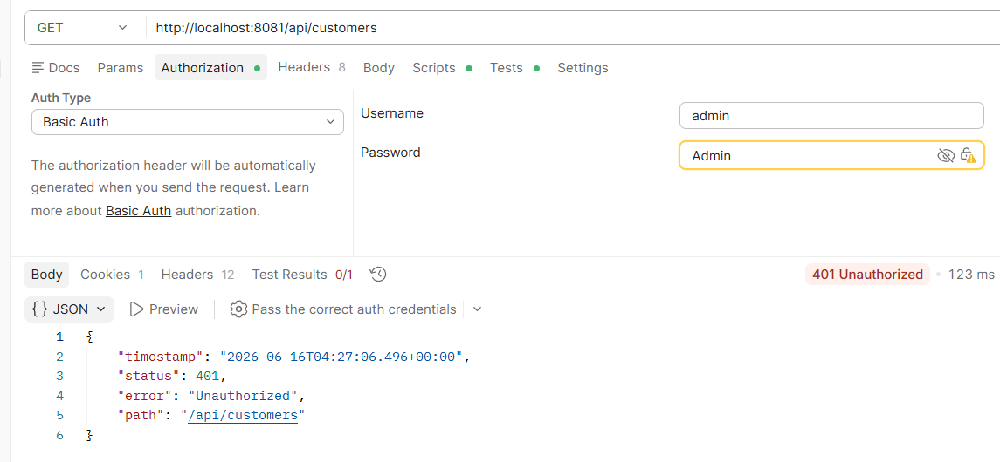 GET http://localhost:8081/api/customers
Docs Params Authorization Headers 8 Body Scripts Tests Settings
Auth Type
Basic Auth
The authorization header will be automatically
generated when you send the request. Learn
more about Basic Auth authorization.
Username admin
Password Admin
Body Cookies 1 Headers 12 Test Results 0/1 401 Unauthorized 123 ms
{} JSON Preview Pass the correct auth credentials
1 {
2 "timestamp": "2026-06-16T04:27:06.496+00:00",
3 "status": 401,
4 "error": "Unauthorized",
5 "path": "/api/customers"
6 }